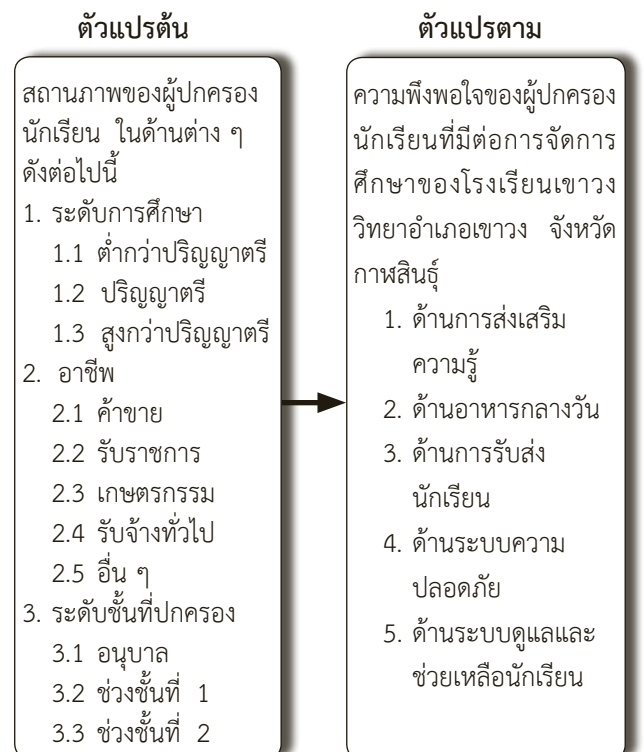 ตัวแปรต้น
สถานภาพของผู้ปกครอง
นักเรียน ในด้านต่าง ๆ
ดังต่อไปนี้
1. ระดับการศึกษา
1.1 ต่ำกว่าปริญญาตรี
1.2 ปริญญาตรี
1.3 สูงกว่าปริญญาตรี
2. อาชีพ
2.1 ค้าขาย
2.2 รับราชการ
2.3 เกษตรกรรม
2.4 รับจ้างทั่วไป
2.5 อื่น ๆ
3. ระดับชั้นที่ปกครอง
3.1 อนุบาล
3.2 ช่วงชั้นที่ 1
3.3 ช่วงชั้นที่ 2
ตัวแปรตาม
ความพึงพอใจของผู้ปกครอง
นักเรียนที่มีต่อการจัดการ
ศึกษาของโรงเรียนเขาวง
วิทยาอำเภอเขาวง จังหวัด
กาฬสินธุ์
1. ด้านการส่งเสริม
ความรู้
2. ด้านอาหารกลางวัน
3. ด้านการรับส่ง
นักเรียน
4. ด้านระบบความ
ปลอดภัย
5. ด้านระบบดูแลและ
ช่วยเหลือนักเรียน